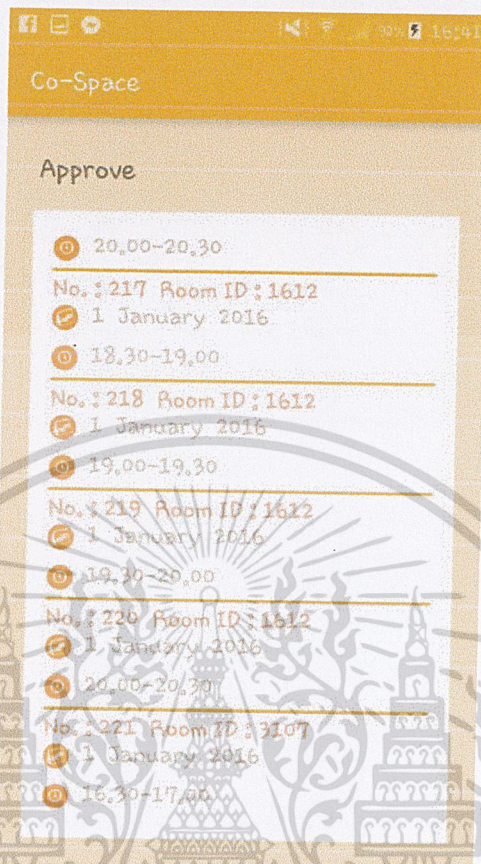 90% 16:41
Co-Space
Approve
20.00-20.30
No. : 217 Room ID : 1612
1 January 2016
18.30-19.00
No. : 218 Room ID : 1612
1 January 2016
19.00-19.30
No. : 219 Room ID : 1612
1 January 2016
19.30-20.00
No. : 220 Room ID : 1612
1 January 2016
20.00-20.30
No. : 221 Room ID : 3107
1 January 2016
16.30-17.00